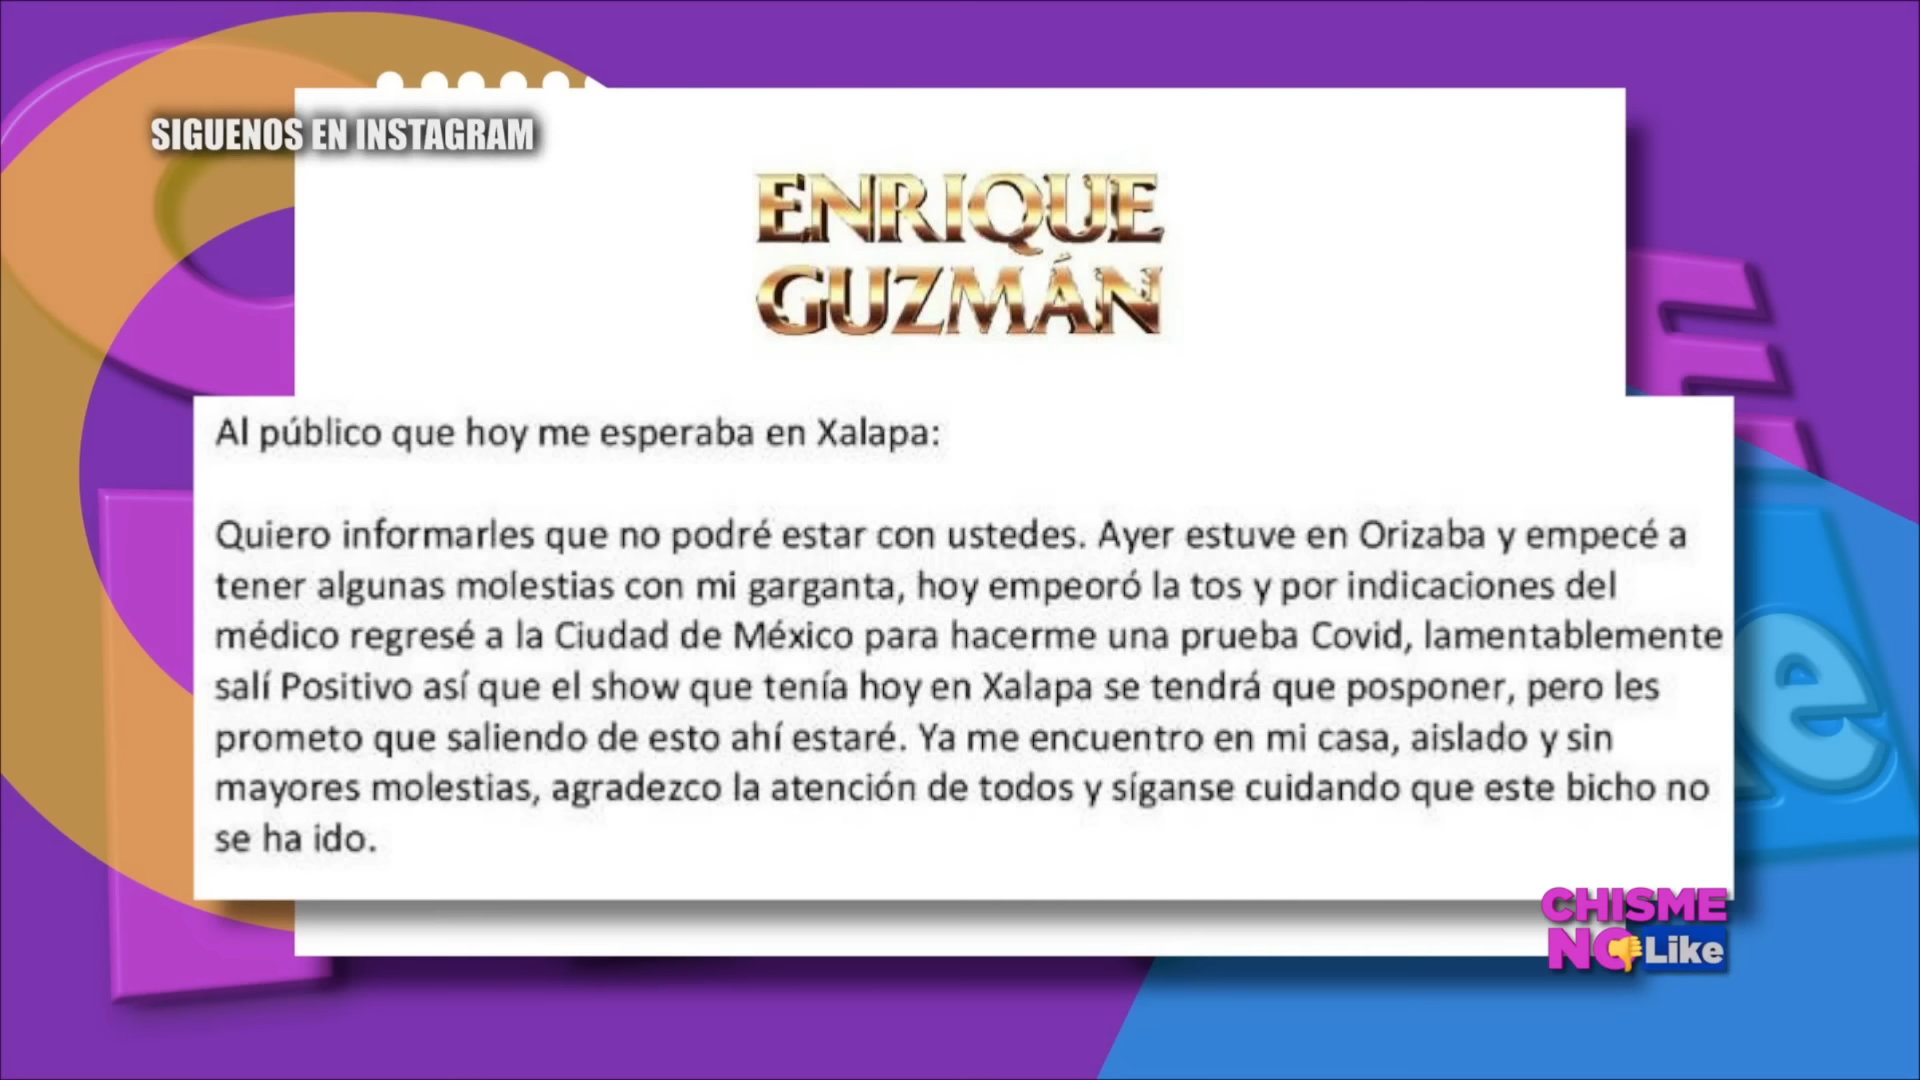 SIGUENOS EN INSTAGRAM
ENRIQUE
GUZMÁN
Al público que hoy me esperaba en Xalapa:
Quiero informarles que no podré estar con ustedes. Ayer estuve en Orizaba y empecé a
tener algunas molestias con mi garganta, hoy empeoró la tos y por indicaciones del
médico regresé a la Ciudad de México para hacerme una prueba Covid, lamentablemente
salí Positivo así que el show que tenía hoy en Xalapa se tendrá que posponer, pero les
prometo que saliendo de esto ahí estaré. Ya me encuentro en mi casa, aislado y sin
mayores molestias, agradezco la atención de todos y síganse cuidando que este bicho no
se ha ido.
CHISME
NO Like